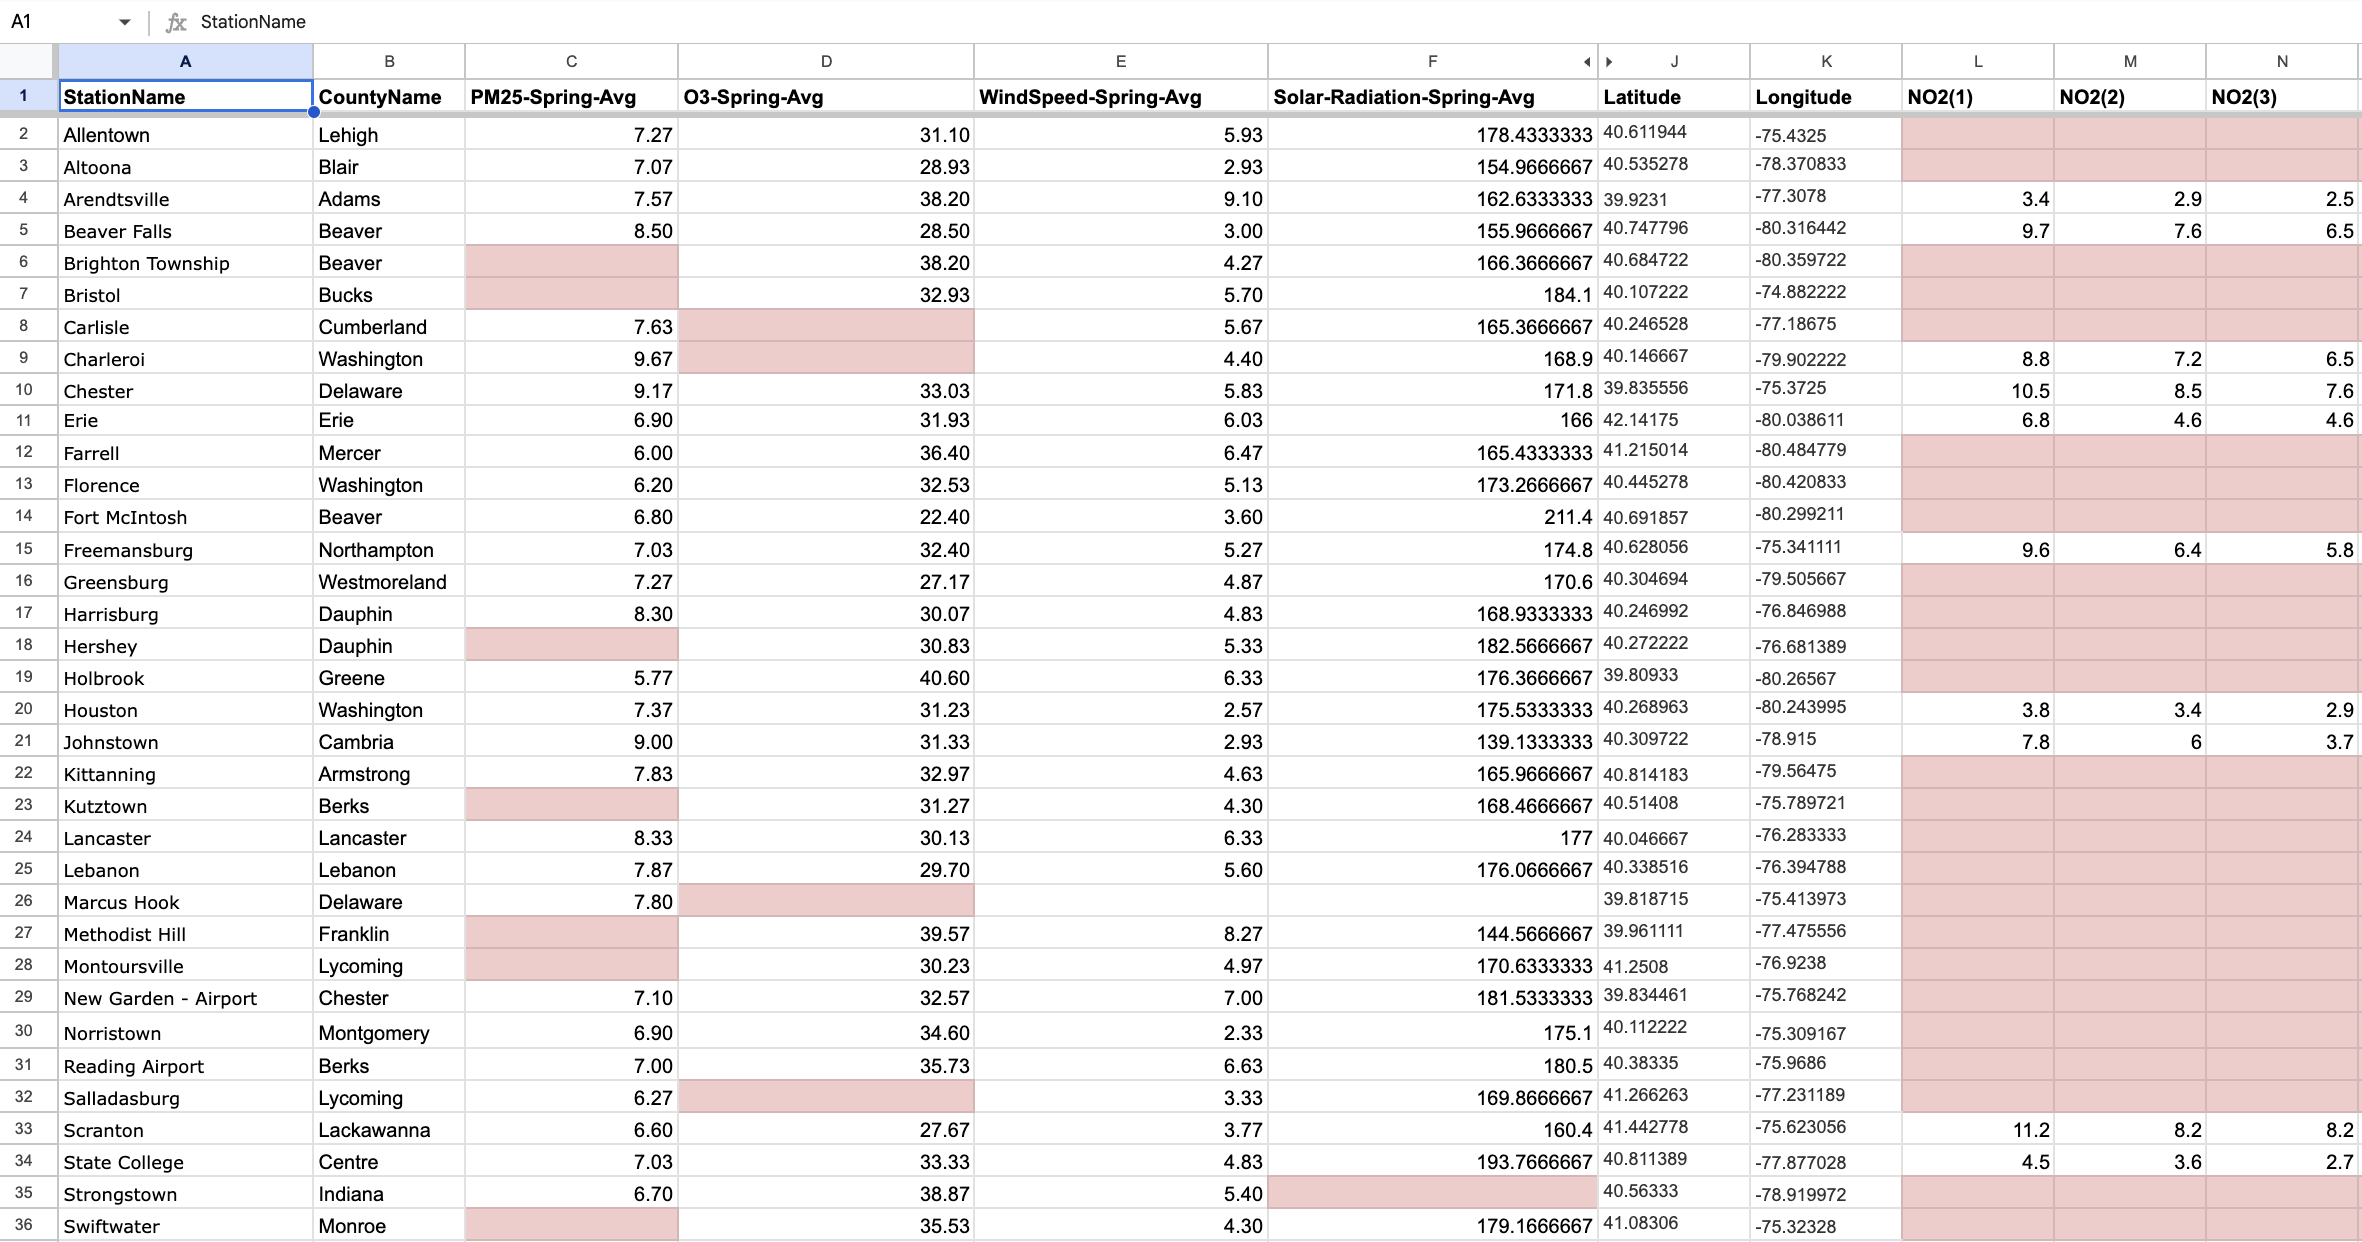 A1 fx StationName
A B C D E F J K L M N
1 StationName CountyName PM25-Spring-Avg O3-Spring-Avg WindSpeed-Spring-Avg Solar-Radiation-Spring-Avg Latitude Longitude NO2(1) NO2(2) NO2(3)
2 Allentown Lehigh 7.27 31.10 5.93 178.4333333 40.611944 -75.4325
3 Altoona Blair 7.07 28.93 2.93 154.9666667 40.535278 -78.370833
4 Arendtsville Adams 7.57 38.20 9.10 162.6333333 39.9231 -77.3078 3.4 2.9 2.5
5 Beaver Falls Beaver 8.50 28.50 3.00 155.9666667 40.747796 -80.316442 9.7 7.6 6.5
6 Brighton Township Beaver 38.20 4.27 166.3666667 40.684722 -80.359722
7 Bristol Bucks 32.93 5.70 184.1 40.107222 -74.882222
8 Carlisle Cumberland 7.63 5.67 165.3666667 40.246528 -77.18675
9 Charleroi Washington 9.67 4.40 168.9 40.146667 -79.902222 8.8 7.2 6.5
10 Chester Delaware 9.17 33.03 5.83 171.8 39.835556 -75.3725 10.5 8.5 7.6
11 Erie Erie 6.90 31.93 6.03 166 42.14175 -80.038611 6.8 4.6 4.6
12 Farrell Mercer 6.00 36.40 6.47 165.4333333 41.215014 -80.484779
13 Florence Washington 6.20 32.53 5.13 173.2666667 40.445278 -80.420833
14 Fort McIntosh Beaver 6.80 22.40 3.60 211.4 40.691857 -80.299211
15 Freemansburg Northampton 7.03 32.40 5.27 174.8 40.628056 -75.341111 9.6 6.4 5.8
16 Greensburg Westmoreland 7.27 27.17 4.87 170.6 40.304694 -79.505667
17 Harrisburg Dauphin 8.30 30.07 4.83 168.9333333 40.246992 -76.846988
18 Hershey Dauphin 30.83 5.33 182.5666667 40.272222 -76.681389
19 Holbrook Greene 5.77 40.60 6.33 176.3666667 39.80933 -80.26567
20 Houston Washington 7.37 31.23 2.57 175.5333333 40.268963 -80.243995 3.8 3.4 2.9
21 Johnstown Cambria 9.00 31.33 2.93 139.1333333 40.309722 -78.915 7.8 6 3.7
22 Kittanning Armstrong 7.83 32.97 4.63 165.9666667 40.814183 -79.56475
23 Kutztown Berks 31.27 4.30 168.4666667 40.51408 -75.789721
24 Lancaster Lancaster 8.33 30.13 6.33 177 40.046667 -76.283333
25 Lebanon Lebanon 7.87 29.70 5.60 176.0666667 40.338516 -76.394788
26 Marcus Hook Delaware 7.80 39.818715 -75.413973
27 Methodist Hill Franklin 39.57 8.27 144.5666667 39.961111 -77.475556
28 Montoursville Lycoming 30.23 4.97 170.6333333 41.2508 -76.9238
29 New Garden - Airport Chester 7.10 32.57 7.00 181.5333333 39.834461 -75.768242
30 Norristown Montgomery 6.90 34.60 2.33 175.1 40.112222 -75.309167
31 Reading Airport Berks 7.00 35.73 6.63 180.5 40.38335 -75.9686
32 Salladasburg Lycoming 6.27 3.33 169.8666667 41.266263 -77.231189
33 Scranton Lackawanna 6.60 27.67 3.77 160.4 41.442778 -75.623056 11.2 8.2 8.2
34 State College Centre 7.03 33.33 4.83 193.7666667 40.811389 -77.877028 4.5 3.6 2.7
35 Strongstown Indiana 6.70 38.87 5.40 40.56333 -78.919972
36 Swiftwater Monroe 35.53 4.30 179.1666667 41.08306 -75.32328